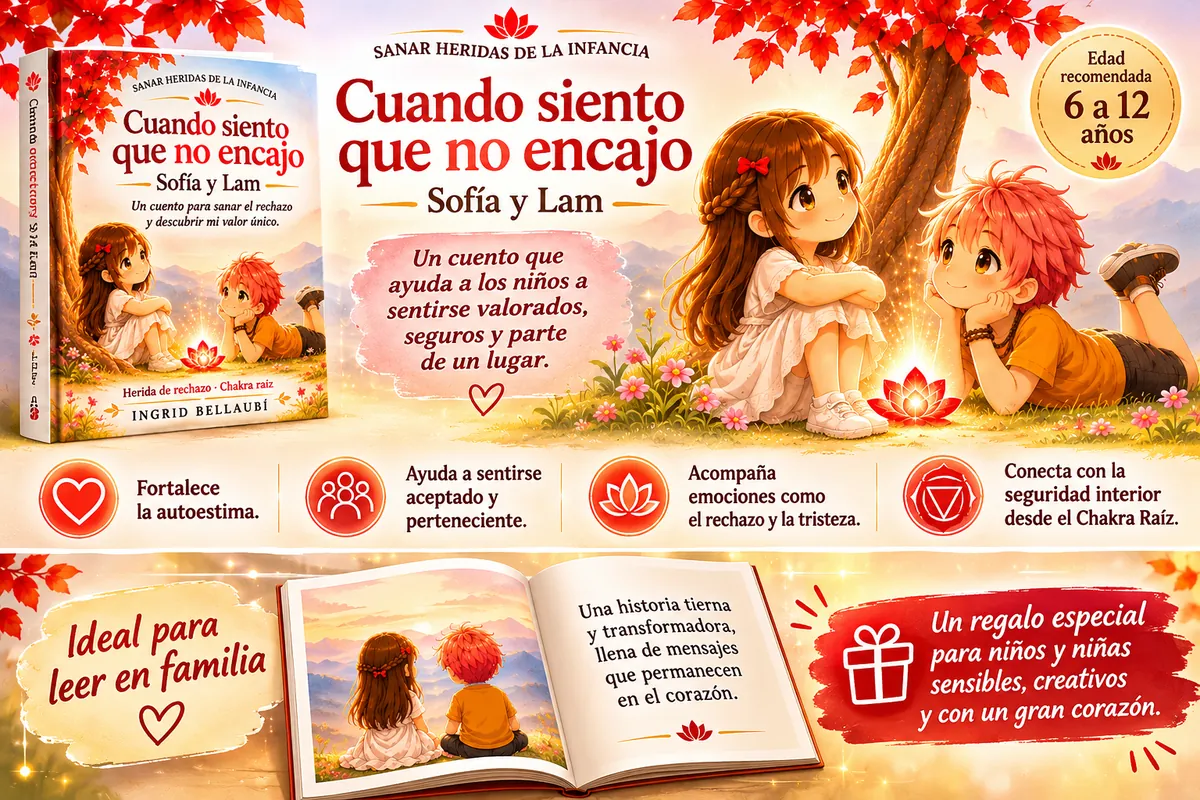 SANAR HERIDAS DE LA INFANCIA
Cuando siento
que no encajo
Sofía y Lam
Un cuento para sanar el rechazo
y descubrir mi valor único.
Herida de rechazo · Chakra raíz
INGRID BELLAUBÍ
SANAR HERIDAS DE LA INFANCIA
Cuando siento
que no encajo
Sofía y Lam
Un cuento que
ayuda a los niños a
sentirse valorados,
seguros y parte
de un lugar.
Edad
recomendada
6 a 12
años
Fortalece
la autoestima.
Ayuda a sentirse
aceptado y
perteneciente.
Acompaña
emociones como
el rechazo y la tristeza.
Conecta con la
seguridad interior
desde el Chakra Raíz.
Ideal para
leer en familia
Una historia tierna
y transformadora,
llena de mensajes
que permanecen
en el corazón.
Un regalo especial
para niños y niñas
sensibles, creativos
y con un gran corazón.